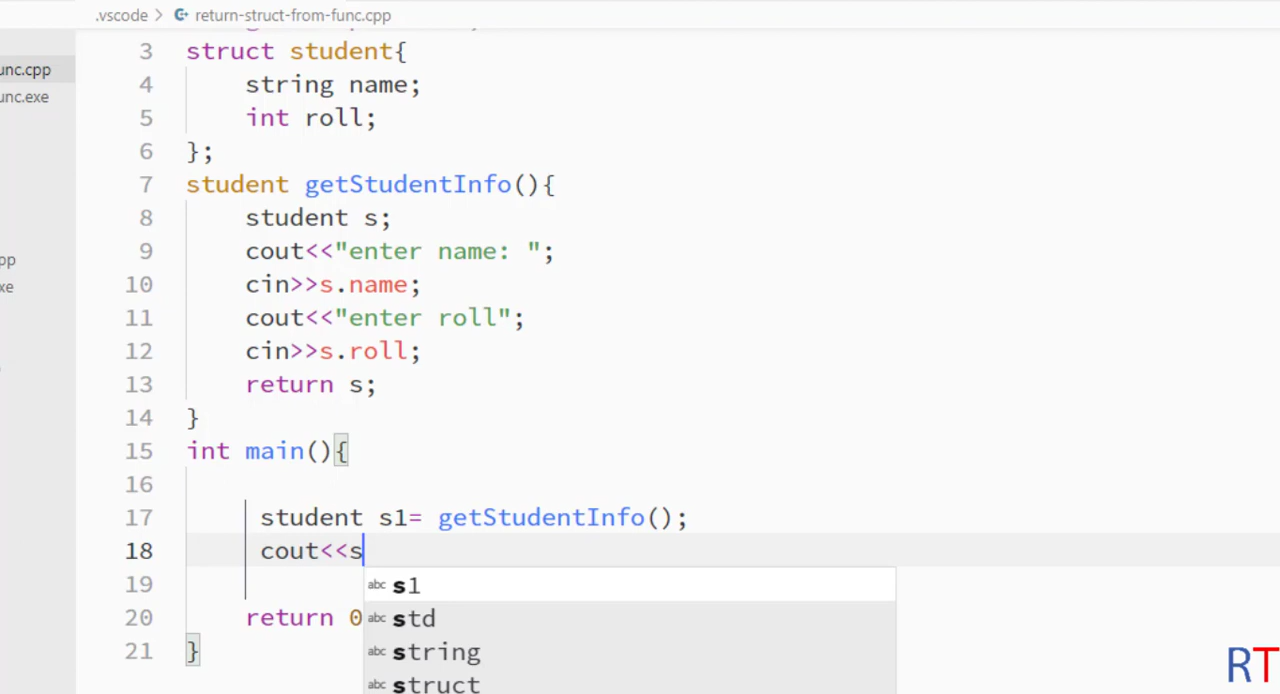 .vscode > return-struct-from-func.cpp
unc.cpp
unc.exe
pp
xe
3 struct student{
4 string name;
5 int roll;
6 };
7 student getStudentInfo(){
8 student s;
9 cout<<"enter name: ";
10 cin>>s.name;
11 cout<<"enter roll";
12 cin>>s.roll;
13 return s;
14 }
15 int main(){
16
17 student s1= getStudentInfo();
18 cout<<s
19
20 return 0
21 }
abc s1
abc std
abc string
abc struct
RT